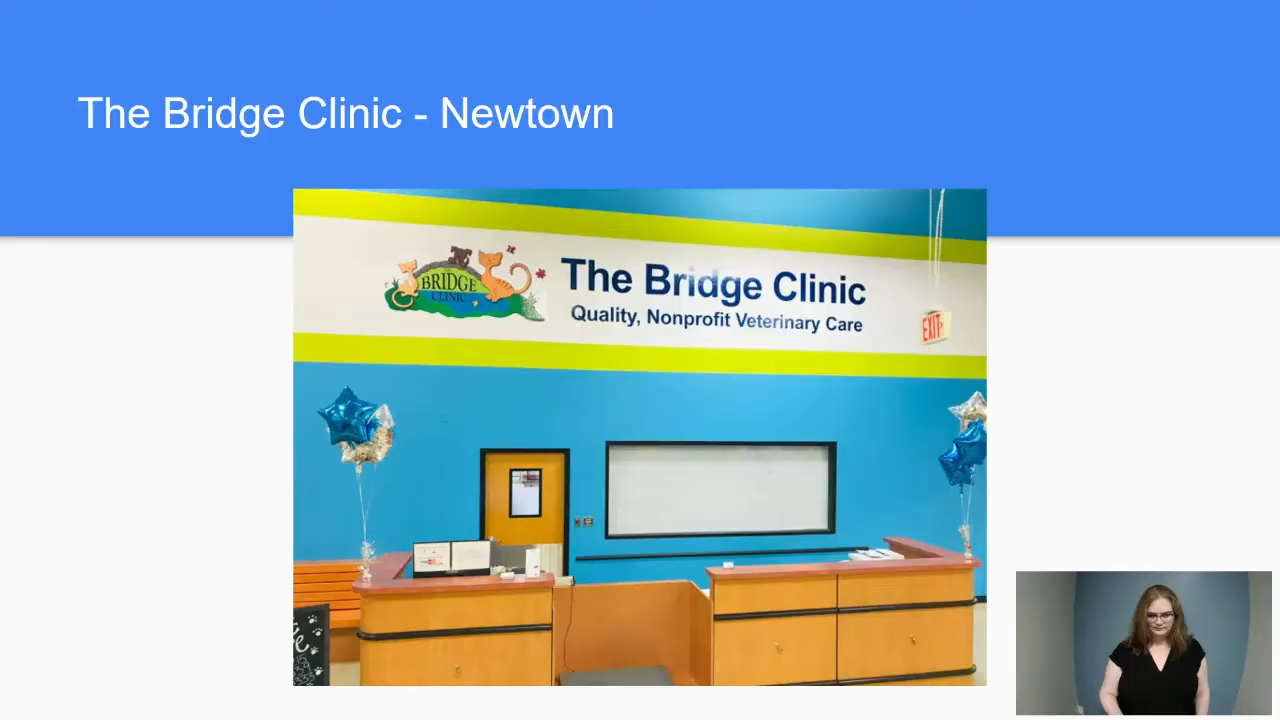 The Bridge Clinic - Newtown
BRIDGE
CLINIC
The Bridge Clinic
Quality, Nonprofit Veterinary Care
EXIT